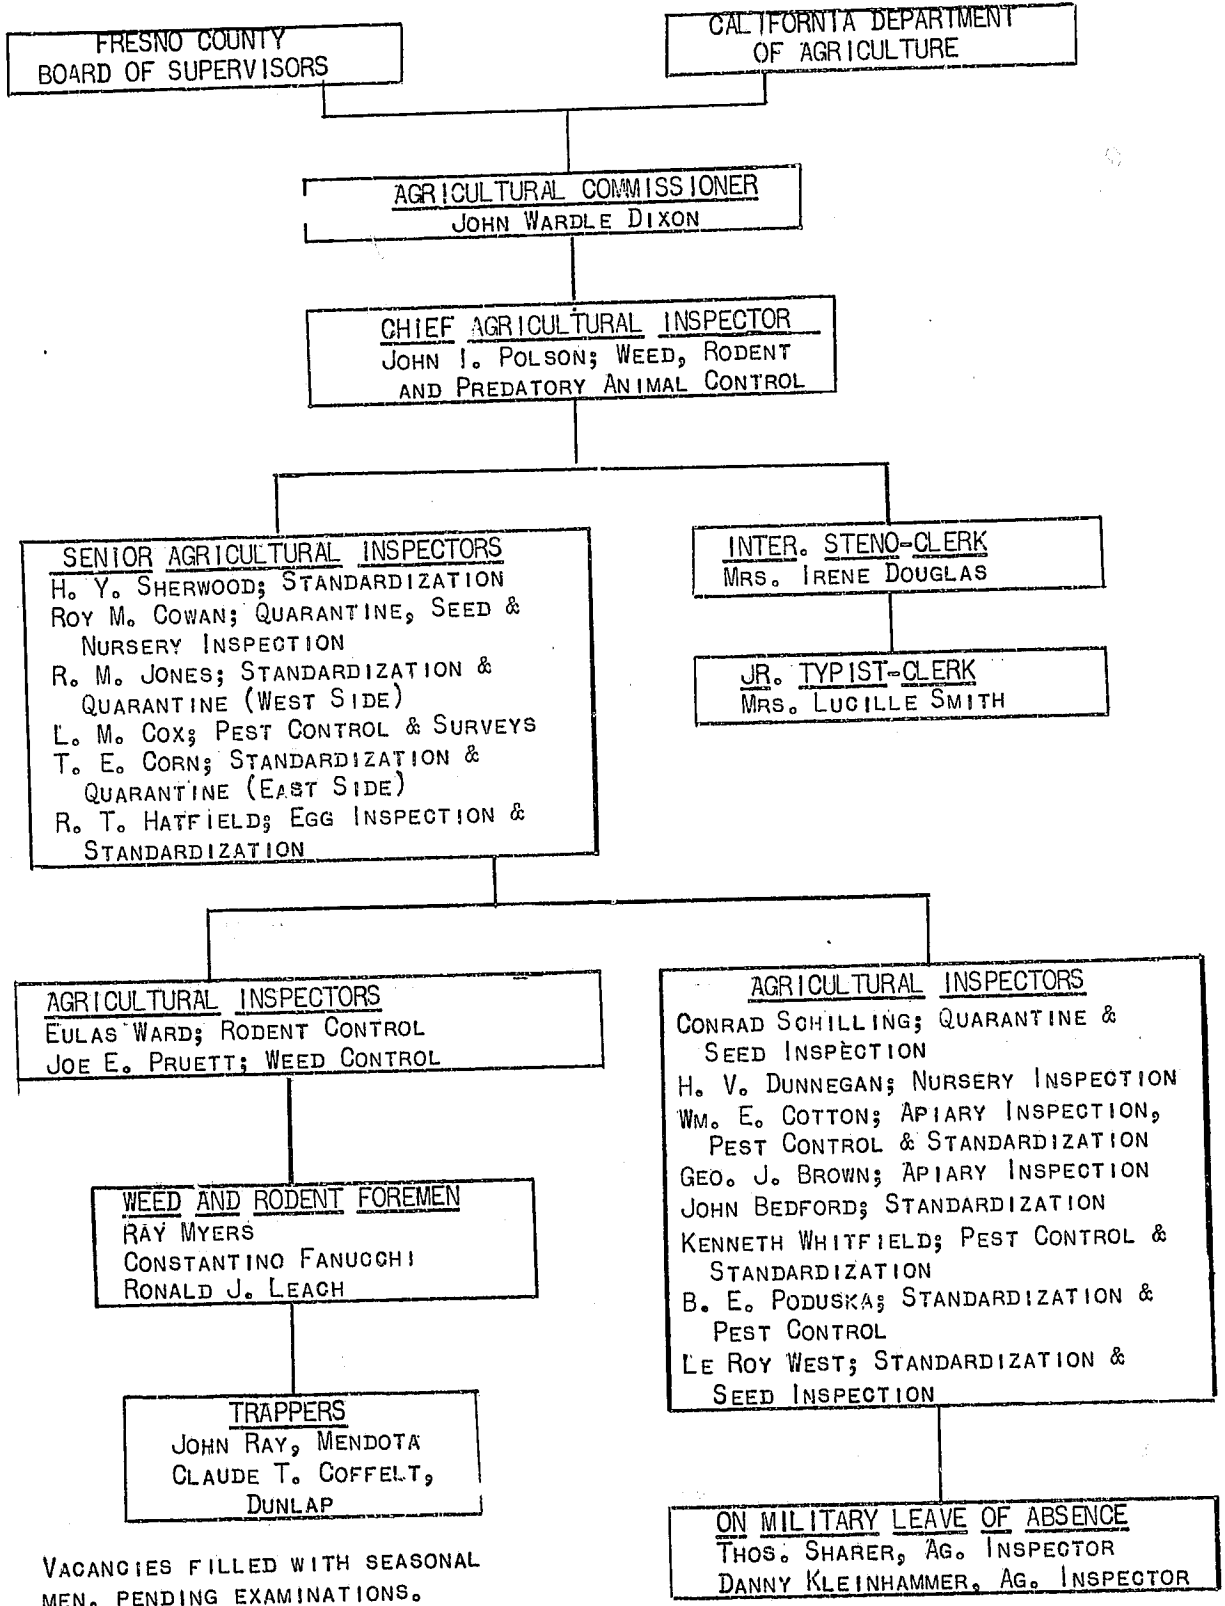 FRESNO COUNTY
BOARD OF SUPERVISORS
CALIFORNIA DEPARTMENT
OF AGRICULTURE
AGRICULTURAL COMMISSIONER
JOHN WARDLE DIXON
CHIEF AGRICULTURAL INSPECTOR
JOHN I. POLSON; WEED, RODENT
AND PREDATORY ANIMAL CONTROL
SENIOR AGRICULTURAL INSPECTORS
H. Y. SHERWOOD; STANDARDIZATION
ROY M. COWAN; QUARANTINE, SEED &
NURSERY INSPECTION
R. M. JONES; STANDARDIZATION &
QUARANTINE (WEST SIDE)
L. M. COX; PEST CONTROL & SURVEYS
T. E. CORN; STANDARDIZATION &
QUARANTINE (EAST SIDE)
R. T. HATFIELD; EGG INSPECTION &
STANDARDIZATION
INTER. STENO-CLERK
MRS. IRENE DOUGLAS
JR. TYPIST-CLERK
MRS. LUCILLE SMITH
AGRICULTURAL INSPECTORS
EULAS WARD; RODENT CONTROL
JOE E. PRUETT; WEED CONTROL
WEED AND RODENT FOREMEN
RAY MYERS
CONSTANTINO FANUCCHI
RONALD J. LEACH
TRAPPERS
JOHN RAY, MENDOTA
CLAUDE T. COFFELT,
DUNLAP
VACANCIES FILLED WITH SEASONAL
MEN. PENDING EXAMINATIONS.
AGRICULTURAL INSPECTORS
CONRAD SCHILLING; QUARANTINE &
SEED INSPECTION
H. V. DUNNEGAN; NURSERY INSPECTION
WM. E. COTTON; APIARY INSPECTION,
PEST CONTROL & STANDARDIZATION
GEO. J. BROWN; APIARY INSPECTION
JOHN BEDFORD; STANDARDIZATION
KENNETH WHITFIELD; PEST CONTROL &
STANDARDIZATION
B. E. PODUSKA; STANDARDIZATION &
PEST CONTROL
LE ROY WEST; STANDARDIZATION &
SEED INSPECTION
ON MILITARY LEAVE OF ABSENCE
THOS. SHARER, AG. INSPECTOR
DANNY KLEINHAMMER, AG. INSPECTOR